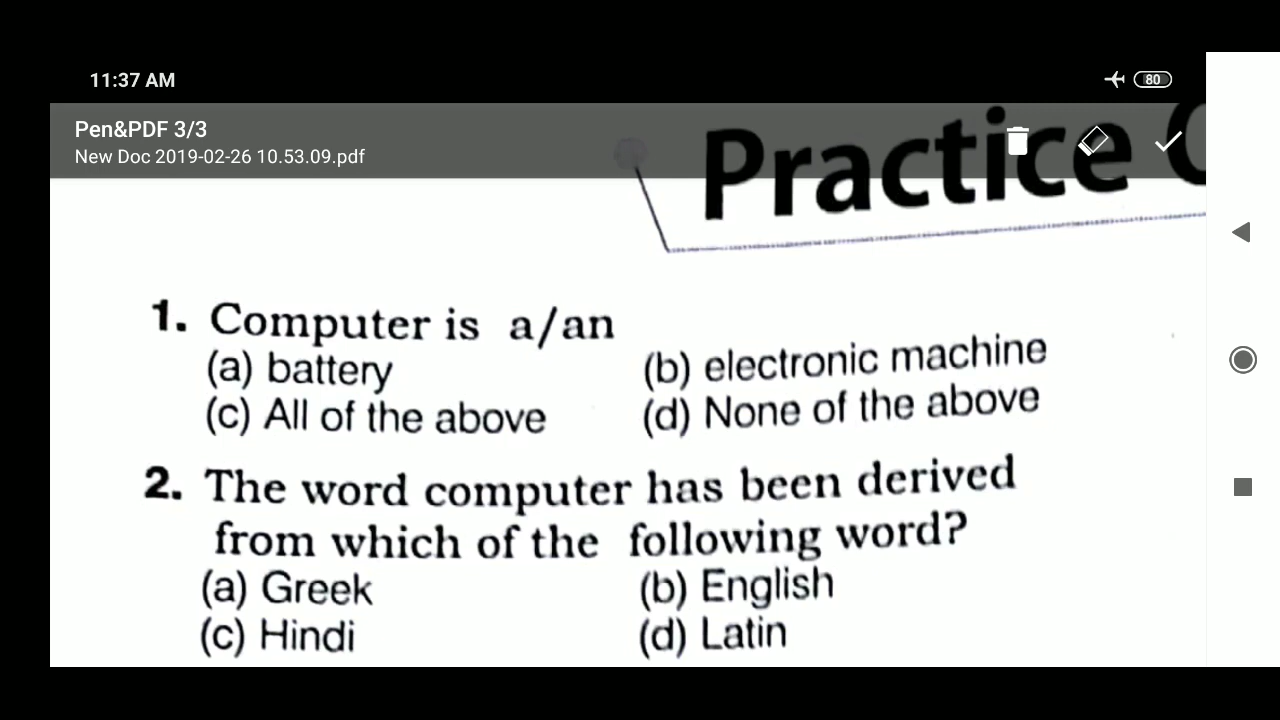 11:37 AM
80
Pen&PDF 3/3
New Doc 2019-02-26 10.53.09.pdf
Practice
1. Computer is a/an
(a) battery (b) electronic machine
(c) All of the above (d) None of the above
2. The word computer has been derived
from which of the following word?
(a) Greek (b) English
(c) Hindi (d) Latin